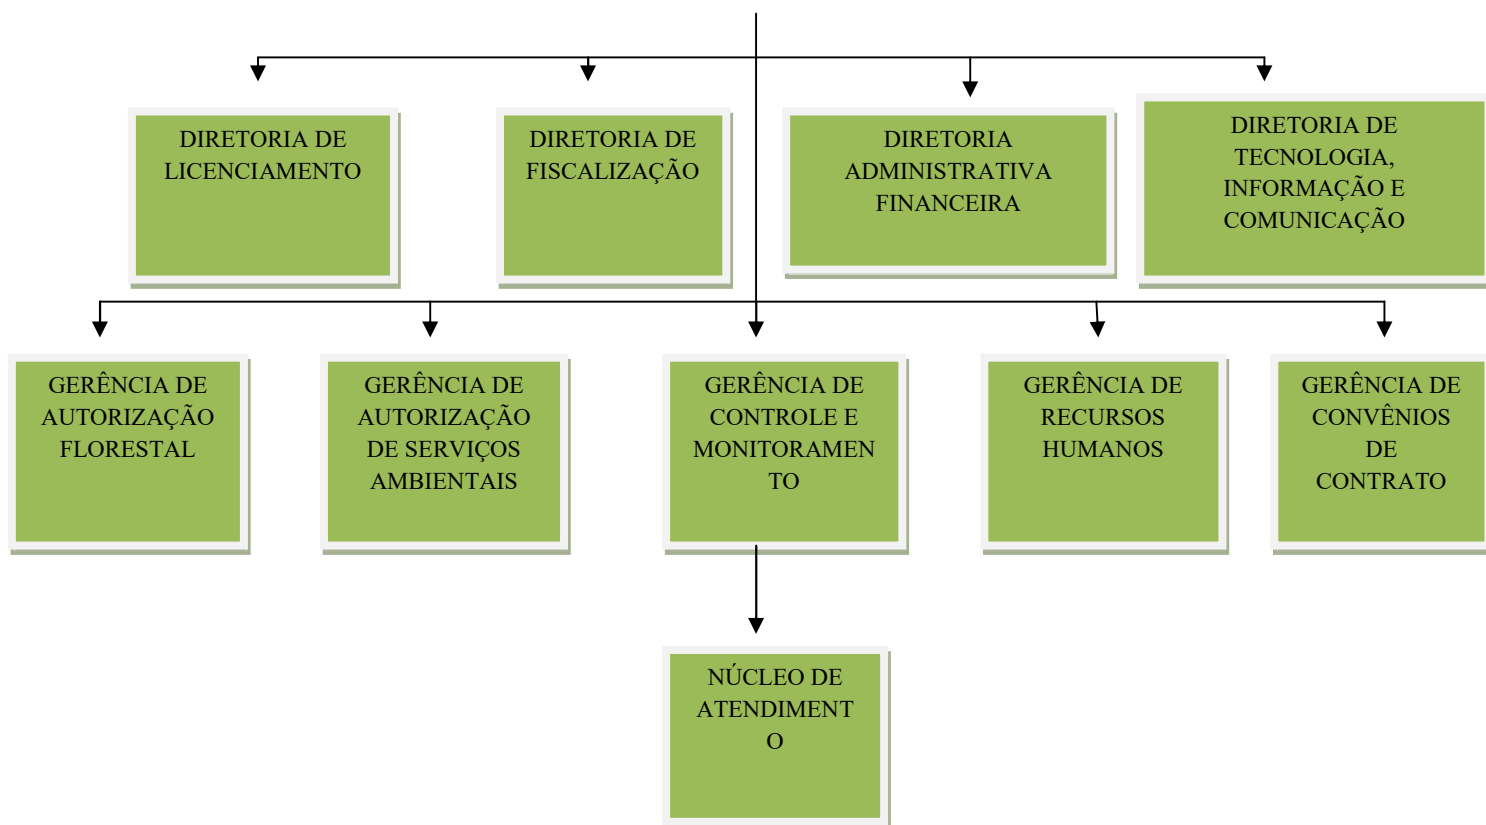 DIRETORIA DE
LICENCIAMENTO
DIRETORIA DE
FISCALIZAÇÃO
DIRETORIA
ADMINISTRATIVA
FINANCEIRA
DIRETORIA DE
TECNOLOGIA,
INFORMAÇÃO E
COMUNICAÇÃO
GERÊNCIA DE
AUTORIZAÇÃO
FLORESTAL
GERÊNCIA DE
AUTORIZAÇÃO
DE SERVIÇOS
AMBIENTAIS
GERÊNCIA DE
CONTROLE E
MONITORAMEN
TO
GERÊNCIA DE
RECURSOS
HUMANOS
GERÊNCIA DE
CONVÊNIOS
DE
CONTRATO
NÚCLEO DE
ATENDIMENT
O